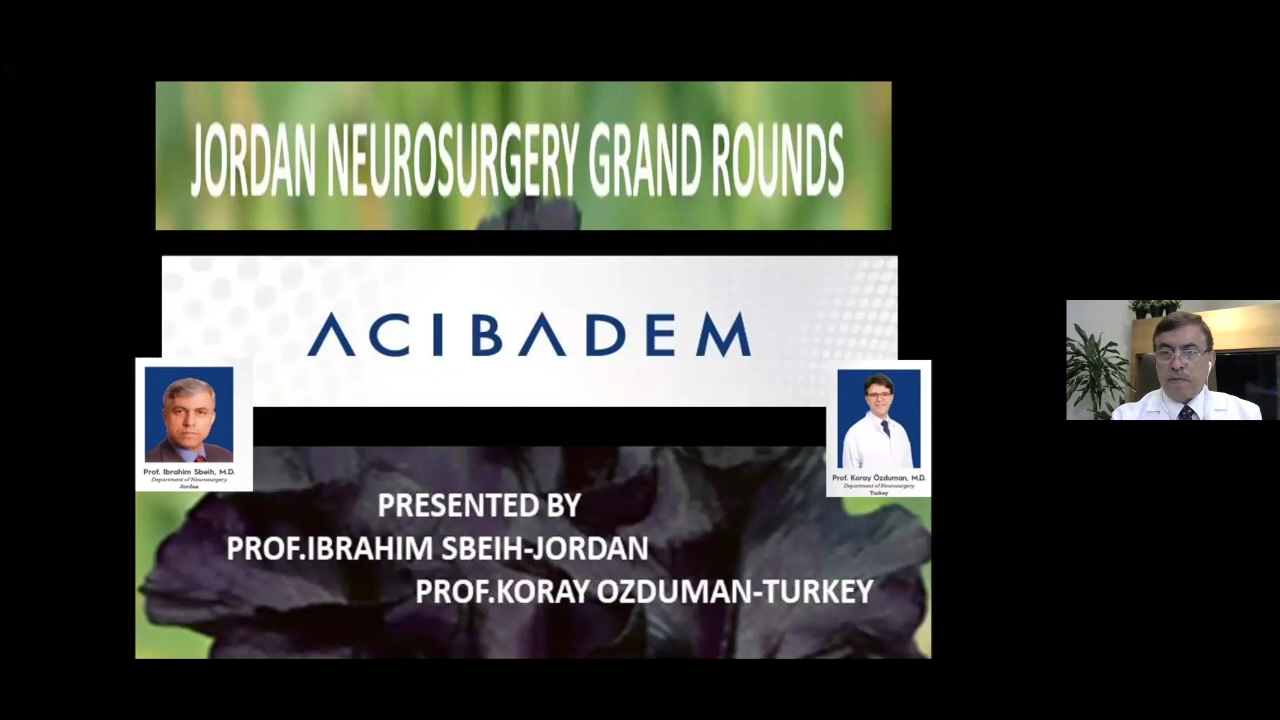 JORDAN NEUROSURGERY GRAND ROUNDS
ACIBADEM
Prof. Ibrahim Sbeih, M.D.
Department of Neurosurgery
Jordan
Prof. Koray Özduman, M.D.
Department of Neurosurgery
Turkey
PRESENTED BY
PROF.IBRAHIM SBEIH-JORDAN
PROF.KORAY OZDUMAN-TURKEY